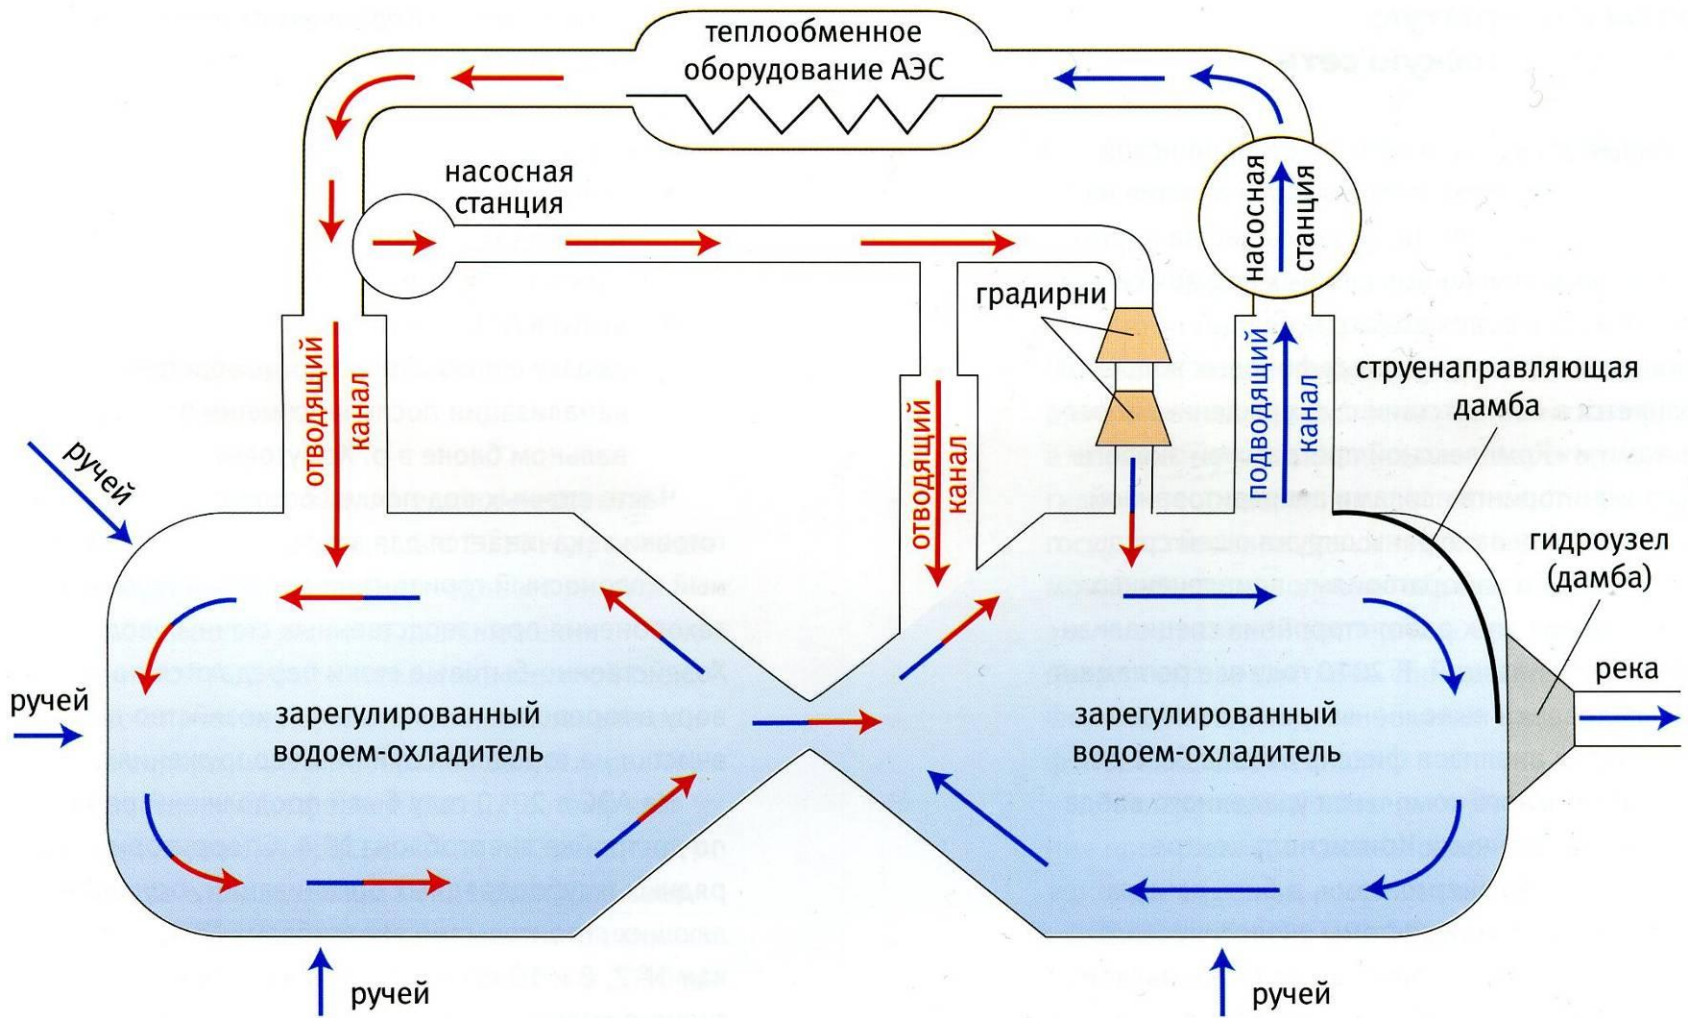 теплообменное
оборудование АЭС
насосная
станция
насосная
станция
градирни
отводящий
канал
отводящий
канал
подводящий
канал
струенаправляющая
дамба
ручей
гидроузел
(дамба)
река
ручей
зарегулированный
водоем-охладитель
зарегулированный
водоем-охладитель
ручей
ручей